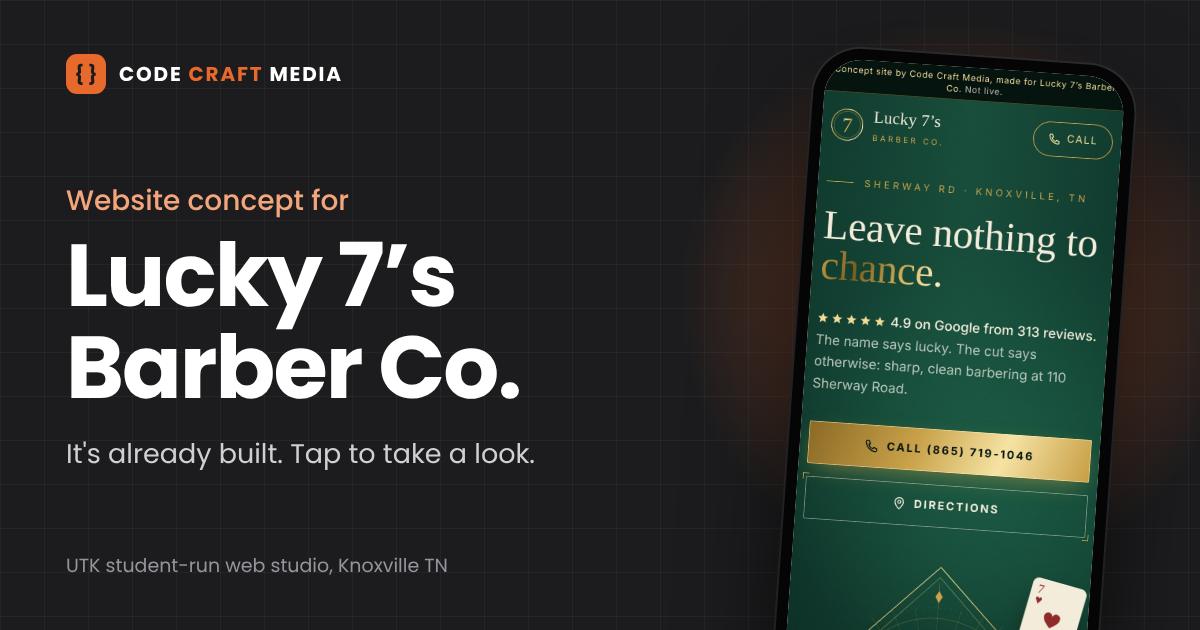 { } CODE CRAFT MEDIA
Website concept for
Lucky 7’s
Barber Co.
It's already built. Tap to take a look.
UTK student-run web studio, Knoxville TN
Concept site by Code Craft Media, made for Lucky 7’s Barber
Co. Not live.
7
Lucky 7’s
BARBER CO.
CALL
SHERWAY RD · KNOXVILLE, TN
Leave nothing to
chance.
★★★★★ 4.9 on Google from 313 reviews.
The name says lucky. The cut says
otherwise: sharp, clean barbering at 110
Sherway Road.
CALL (865) 719-1046
DIRECTIONS
7